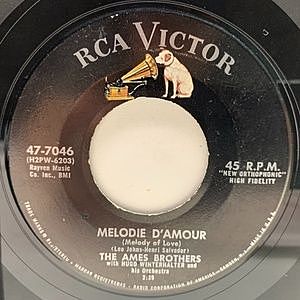 RCA VICTOR
47-7046
(H2PW-6203)
Rayven Music
Co. Inc., BMI
45 R.P.M.
"NEW ORTHOPHONIC"
HIGH FIDELITY
MELODIE D'AMOUR
(Melody of Love)
(Leo Johns-Henri Salvador)
THE AMES BROTHERS
with HUGO WINTERHALTER and
his Orchestra